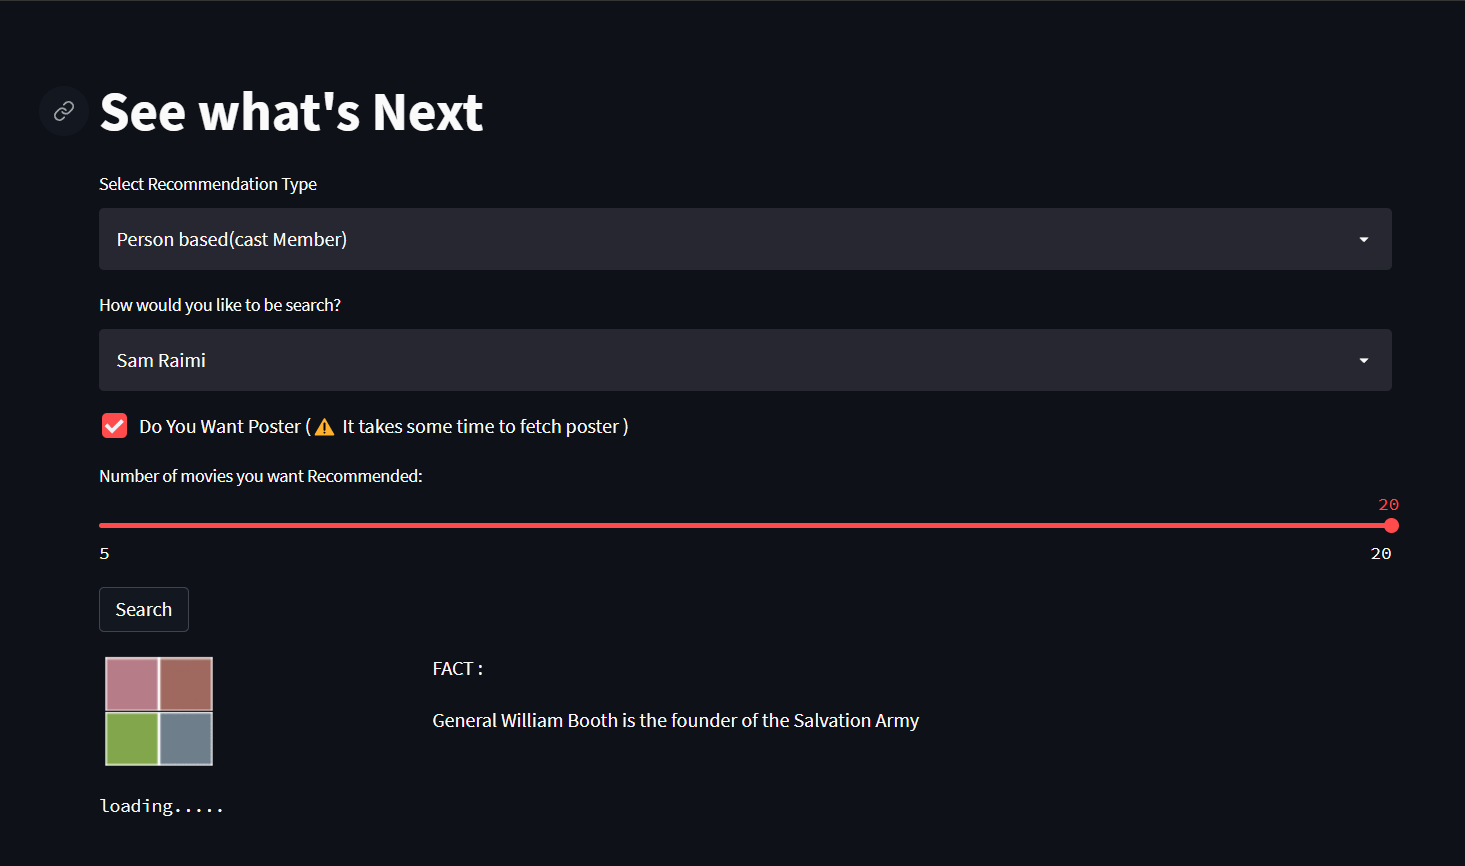 See what's Next
Select Recommendation Type
Person based(cast Member)
How would you like to be search?
Sam Raimi
Do You Want Poster (⚠ It takes some time to fetch poster )
Number of movies you want Recommended:
20
5
20
Search
FACT :
General William Booth is the founder of the Salvation Army
loading.....